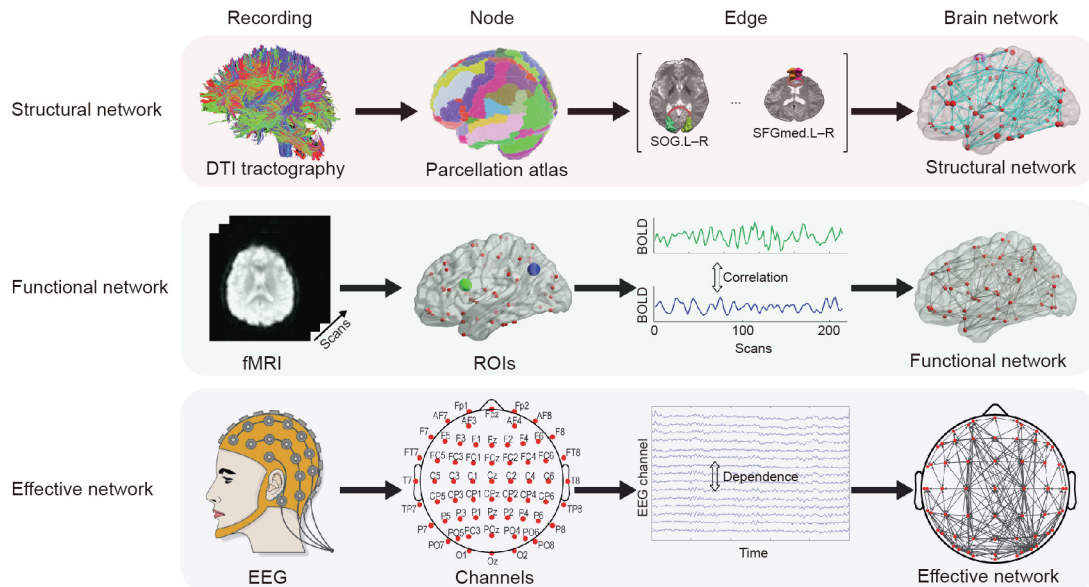 Recording Node Edge Brain network
Structural network
SOG.L–R
...
SFGmed.L–R
DTI tractography Parcellation atlas Structural network
Functional network
BOLD
Correlation
BOLD
0 100 200
Scans
Scans
fMRI ROIs Functional network
Effective network
Fp1 Fpz Fp2
AF7 AF3 AF4 AF8
F7 F5 F3 F1 Fz F2 F4 F6 F8
FT7 FC5 FC3 FC1 FCz FC2 FC4 FC6 FT8
T7 C5 C3 C1 Cz C2 C4 C6 T8
TP7 CP5 CP3 CP1 CPz CP2 CP4 CP6 TP8
P7 P5 P3 P1 Pz P2 P4 P6 P8
PO7 PO5 PC3 POz PO4 PO6 PO8
O1 Oz O2
EEG channel
Dependence
Time
EEG Channels Effective network